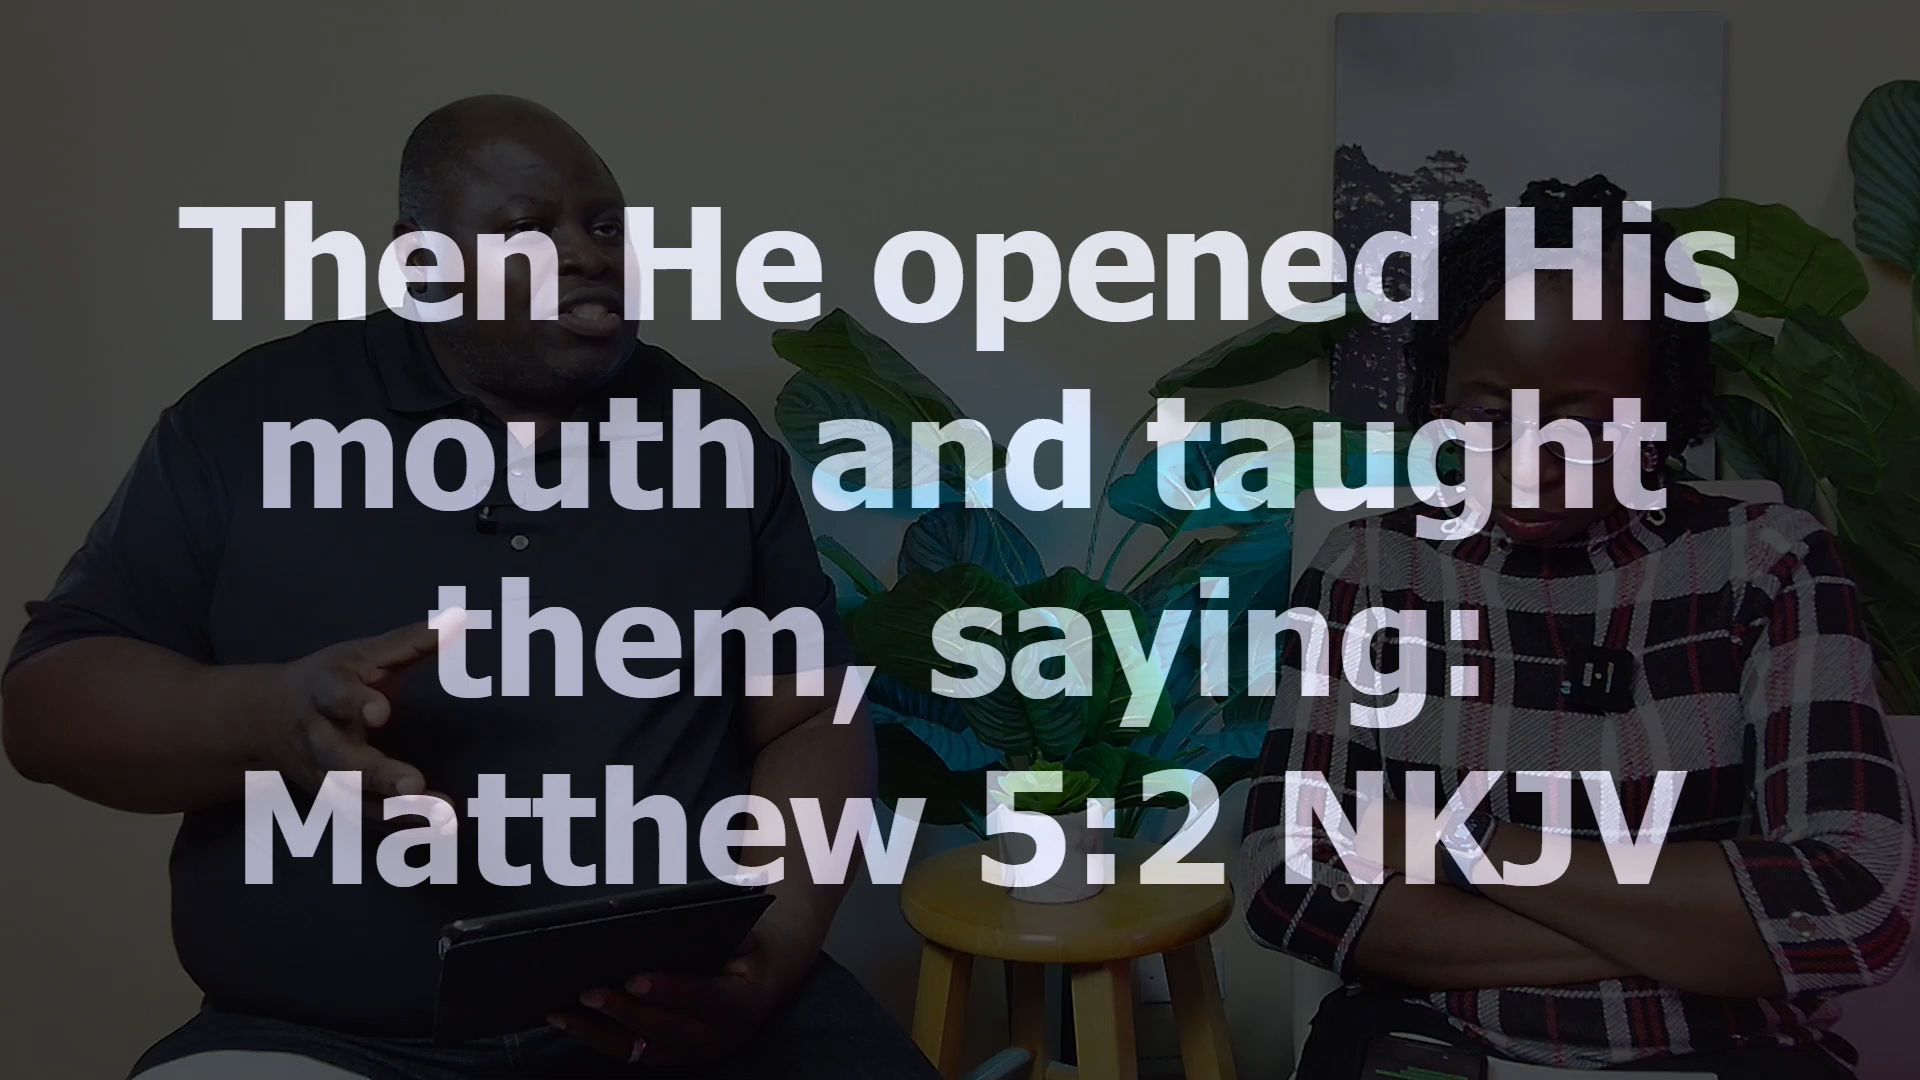 Then He opened His
mouth and taught
them, saying:
Matthew 5:2 NKJV